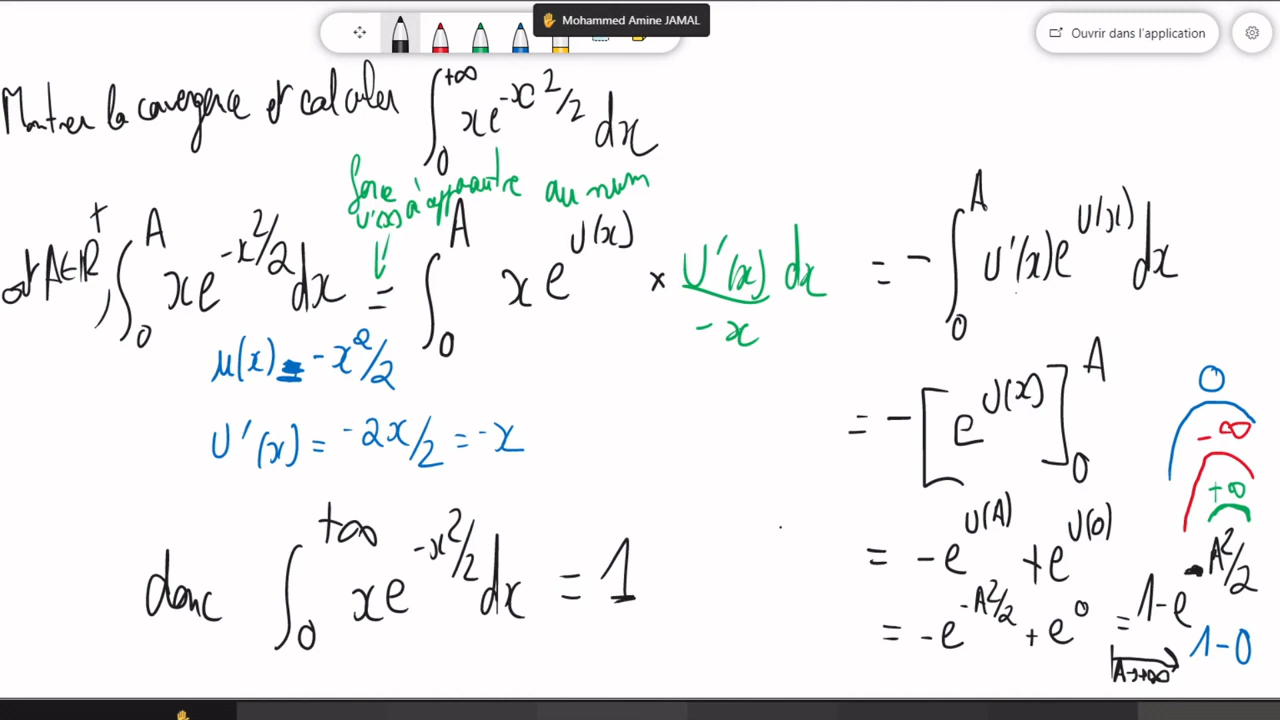 Mohammed Amine JAMAL
Ouvrir dans l'application
Montrer la convergence et calculer ∫₀^{+∞} xe^{-x²/2} dx
faire
U'(x) à apparaitre au num
A∈ℝ⁺, ∫₀^A xe^{-x²/2} dx = ∫₀^A x e^{U(x)} × U'(x)/-x dx = -∫₀^A U'(x)e^{U(x)} dx
u(x) = -x²/2
U'(x) = -2x/2 = -x
= -[e^{U(x)}]₀^A
0
-∞
+∞
= -e^{U(A)} + e^{U(0)}
= -e^{-A²/2} + e^0 = 1-e^{-A²/2}
A→+∞ 1-0
donc ∫₀^{+∞} xe^{-x²/2} dx = 1